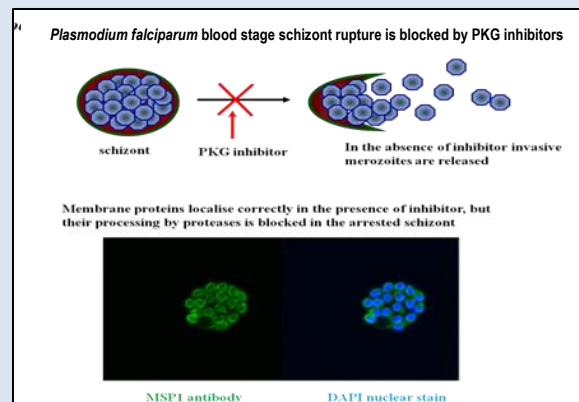 Plasmodium falciparum blood stage schizont rupture is blocked by PKG inhibitors
schizont
PKG inhibitor
In the absence of inhibitor invasive
merozoites are released
Membrane proteins localise correctly in the presence of inhibitor, but
their processing by proteases is blocked in the arrested schizont
MSP1 antibody
DAPI nuclear stain